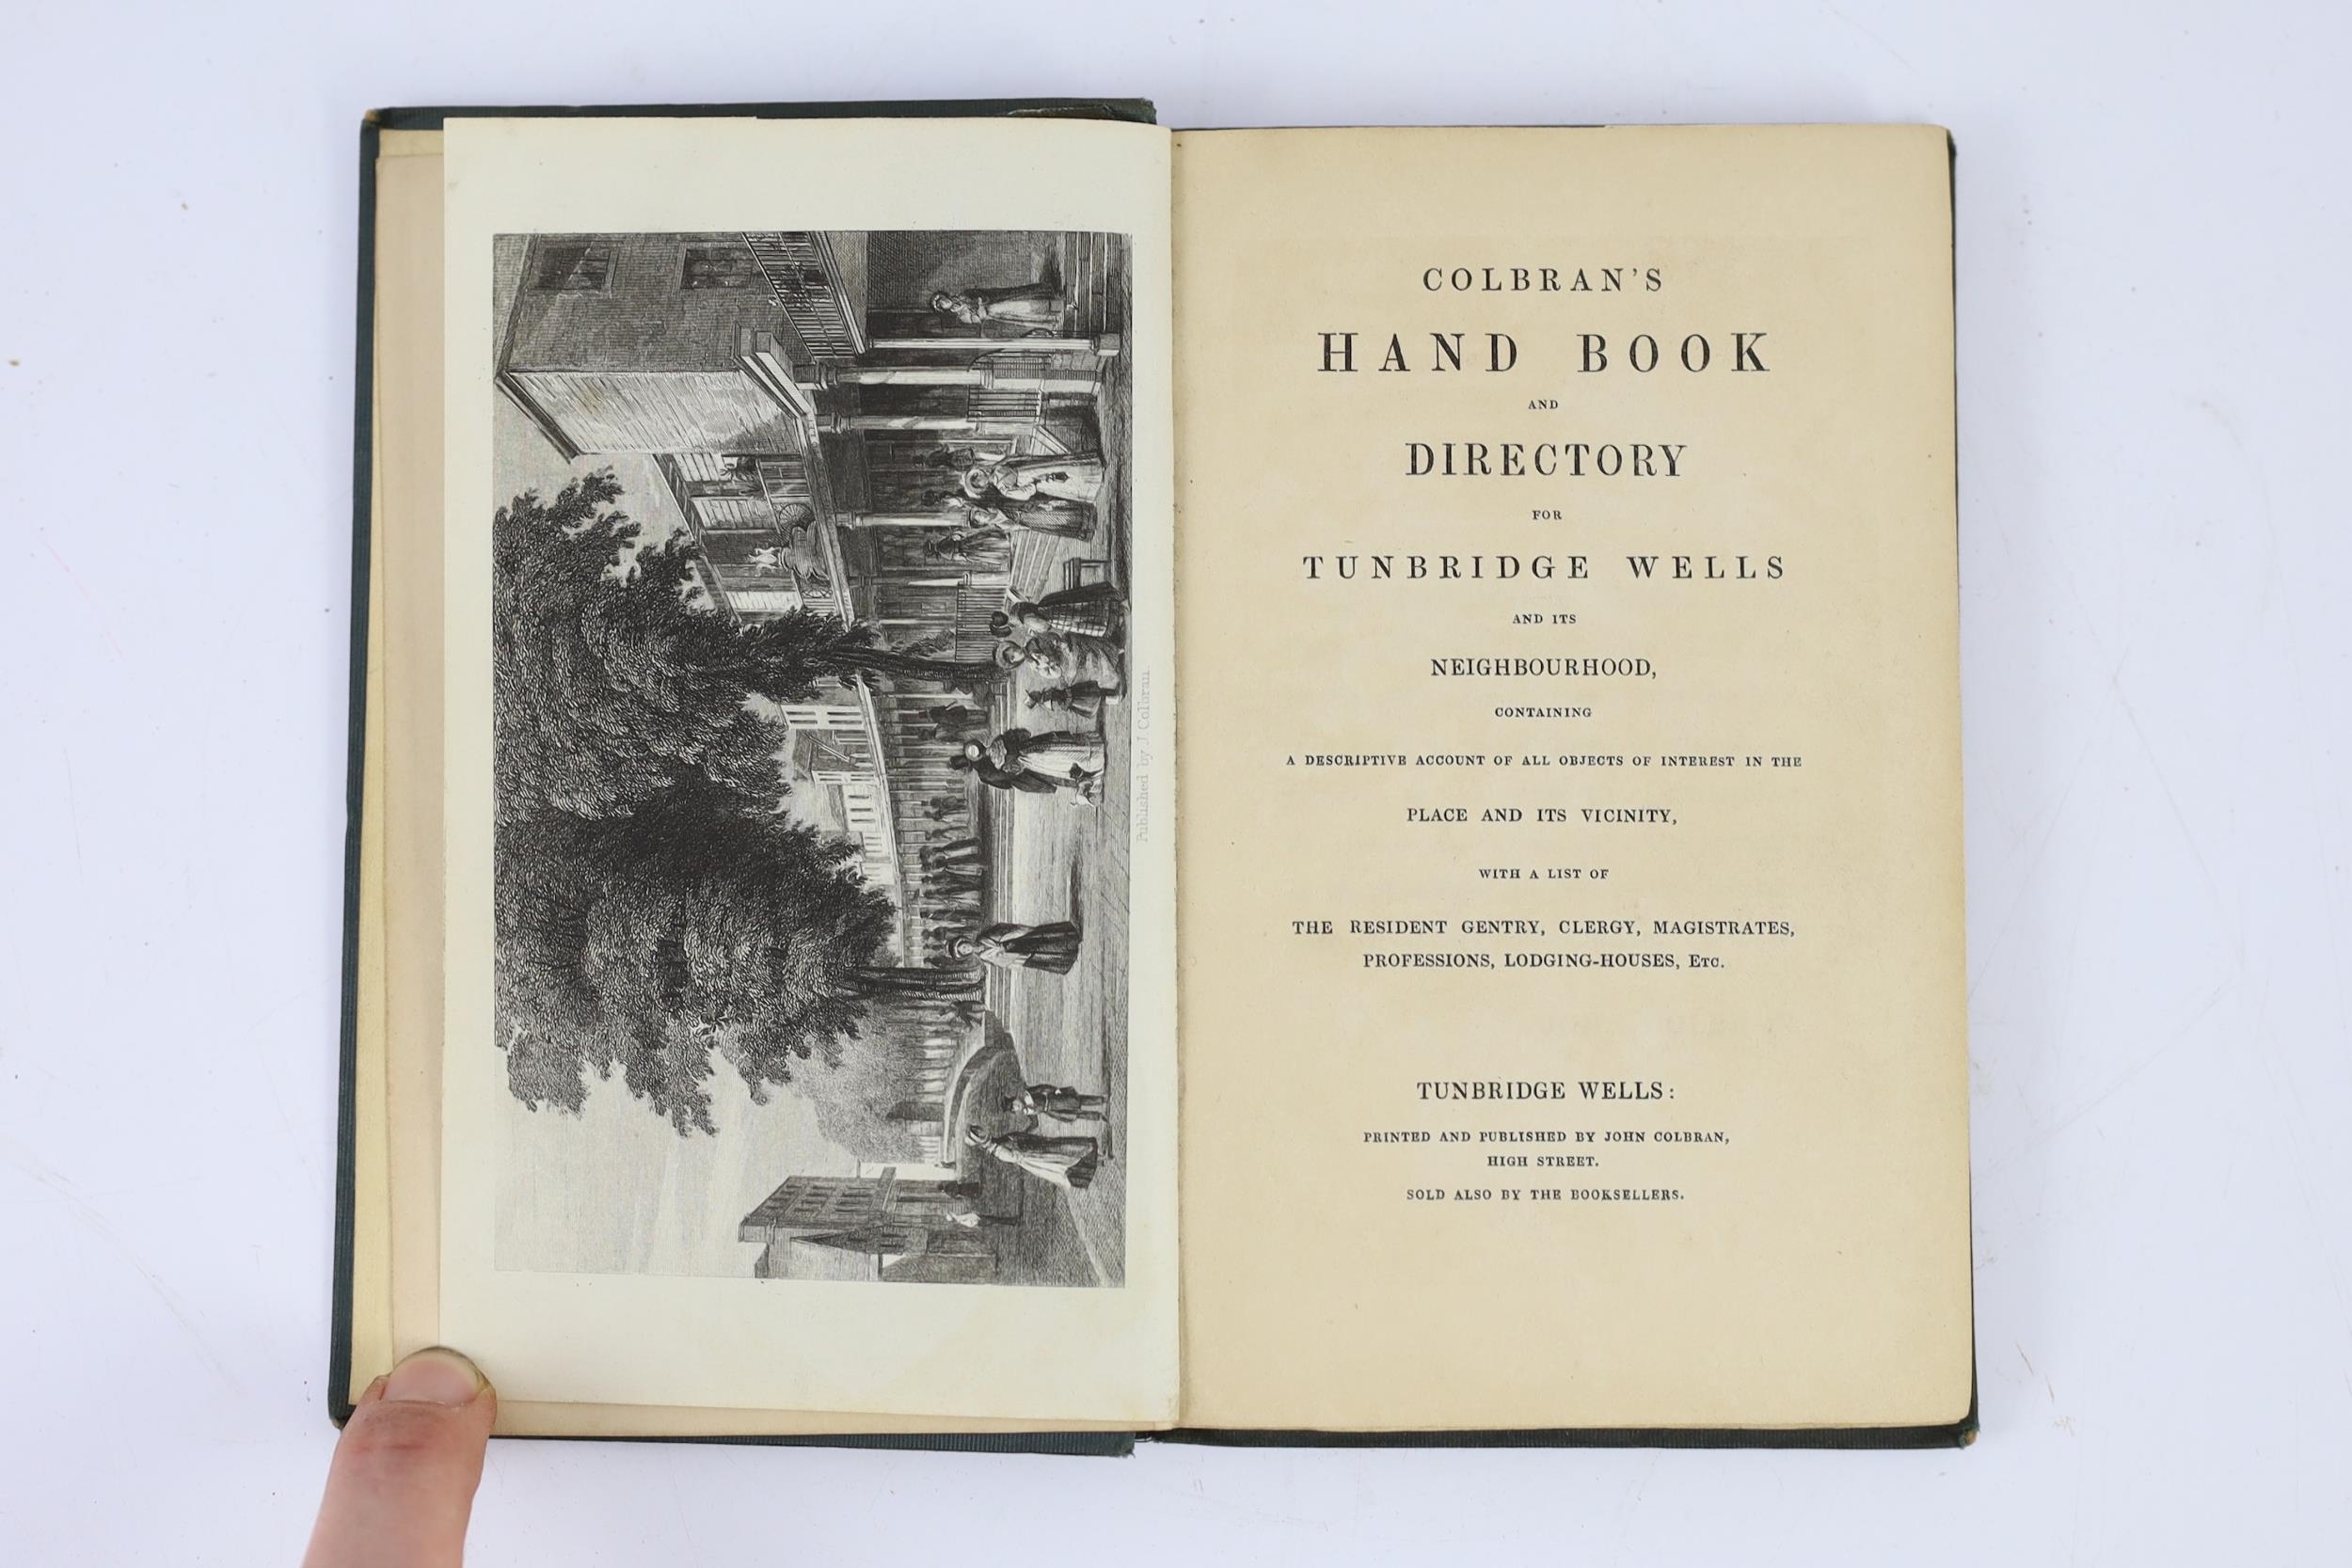 Published by J. Colbran.
COLBRAN'S
HAND BOOK
AND
DIRECTORY
FOR
TUNBRIDGE WELLS
AND ITS
NEIGHBOURHOOD,
CONTAINING
A DESCRIPTIVE ACCOUNT OF ALL OBJECTS OF INTEREST IN THE
PLACE AND ITS VICINITY,
WITH A LIST OF
THE RESIDENT GENTRY, CLERGY, MAGISTRATES,
PROFESSIONS, LODGING-HOUSES, ETC.
TUNBRIDGE WELLS:
PRINTED AND PUBLISHED BY JOHN COLBRAN,
HIGH STREET.
SOLD ALSO BY THE BOOKSELLERS.